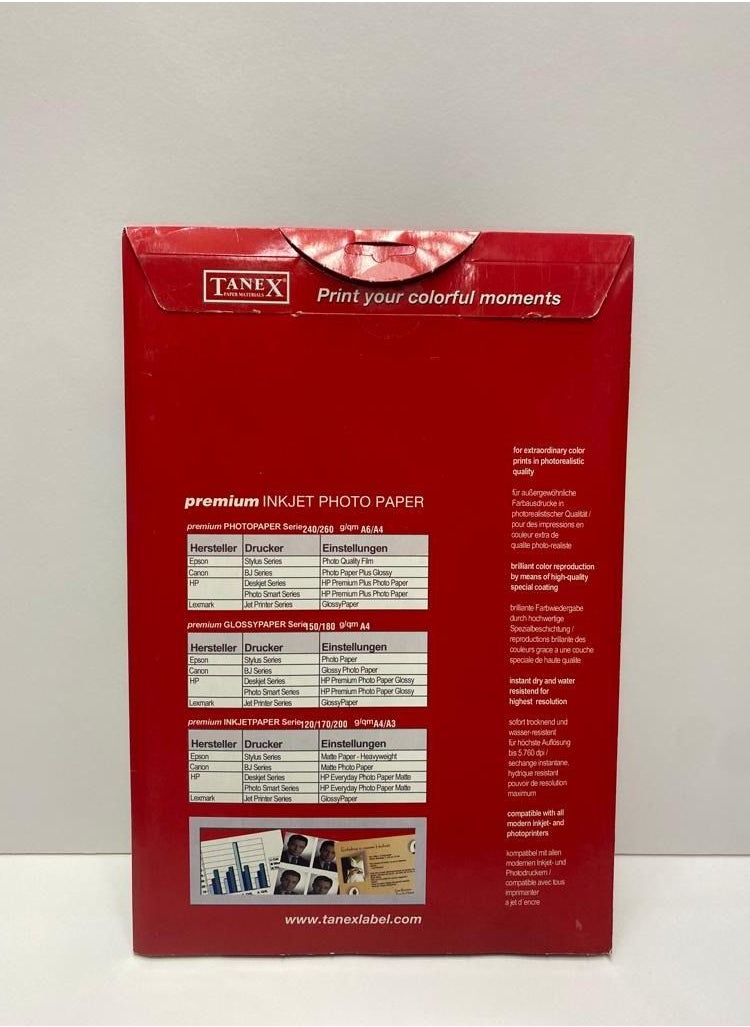 TANEX
PAPER MATERIALS
Print your colorful moments
premium INKJET PHOTO PAPER
premium PHOTOPAPER Serie 240/260 g/qm A6/A4
Hersteller Drucker Einstellungen
Epson Stylus Series Photo Quality Film
Canon BJ Series Photo Paper Plus Glossy
HP Deskjet Series HP Premium Plus Photo Paper
Photo Smart Series HP Premium Plus Photo Paper
Lexmark Jet Printer Series GlossyPaper
premium GLOSSYPAPER Serie 150/180 g/qm A4
Hersteller Drucker Einstellungen
Epson Stylus Series Photo Paper
Canon BJ Series Glossy Photo Paper
HP Deskjet Series HP Premium Photo Paper Glossy
Photo Smart Series HP Premium Photo Paper Glossy
Lexmark Jet Printer Series GlossyPaper
premium INKJETPAPER Serie 120/170/200 g/qm A4/A3
Hersteller Drucker Einstellungen
Epson Stylus Series Matte Paper - Heavyweight
Canon BJ Series Matte Photo Paper
HP Deskjet Series HP Everyday Photo Paper Matte
Photo Smart Series HP Everyday Photo Paper Matte
Lexmark Jet Printer Series GlossyPaper
www.tanexlabel.com
for extraordinary color
prints in photorealistic
quality
für außergewöhnliche
Farbausdrucke in
photorealistischer Qualität /
pour des impressions en
couleur extra de
qualite photo-realiste
brilliant color reproduction
by means of high-quality
special coating
brillante Farbwiedergabe
durch hochwertige
Spezialbeschichtung /
reproductions brillante des
couleurs grace a une couche
speciale de haute qualite
instant dry and water
resistend for
highest resolution
sofort trocknend und
wasser-resistent
für höchste Auflösung
bis 5.760 dpi /
sechange instantane,
hydrique resistant
pouvoir de resolution
maximum
compatible with all
modern inkjet- and
photoprinters
kompatibel mit allen
modernen Inkjet- und
Photodruckern /
compatible avec tous
imprimanter
a jet d'encre